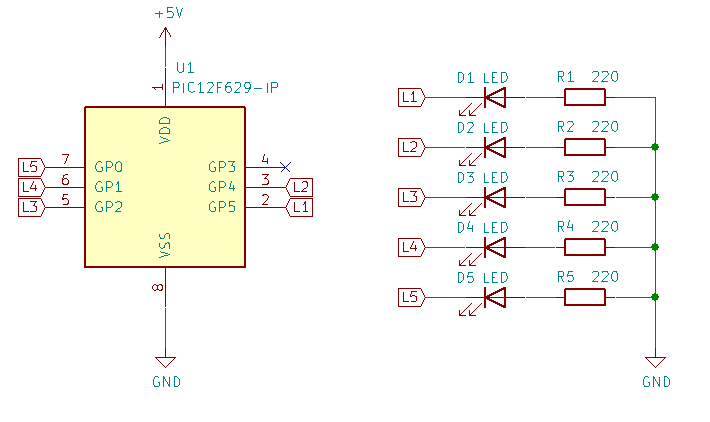 +5V
U1
PIC12F629-IP
1
VDD
L5 7 GP0
L4 6 GP1
L3 5 GP2
GP3 4
GP4 3 L2
GP5 2 L1
VSS
8
GND
L1 D1 LED R1 220
L2 D2 LED R2 220
L3 D3 LED R3 220
L4 D4 LED R4 220
L5 D5 LED R5 220
GND